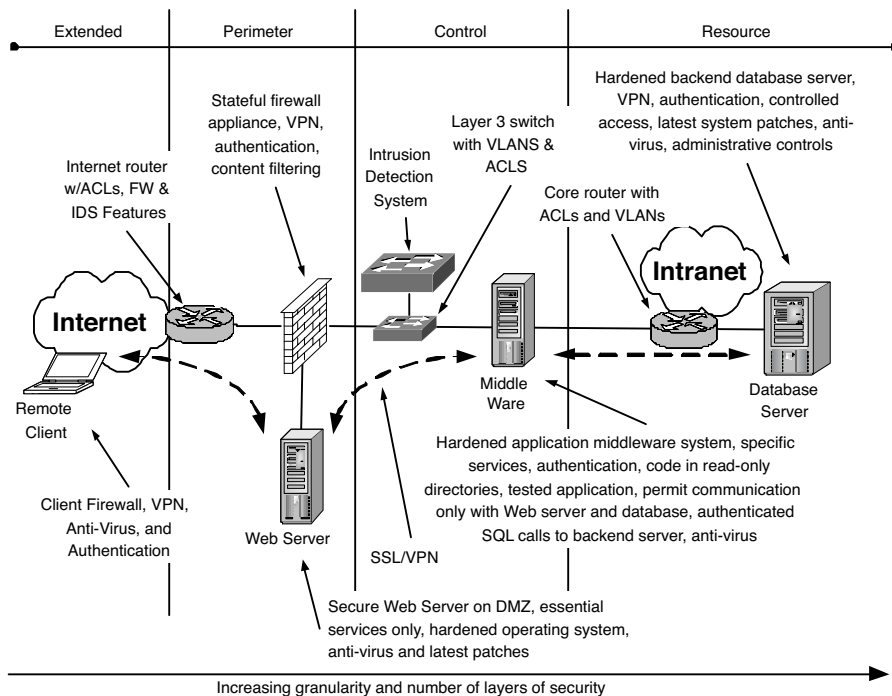 Extended
Perimeter
Control
Resource
Stateful firewall
appliance, VPN,
authentication,
content filtering
Internet router
w/ACLs, FW &
IDS Features
Intrusion
Detection
System
Layer 3 switch
with VLANS &
ACLS
Hardened backend database server,
VPN, authentication, controlled
access, latest system patches, anti-
virus, administrative controls
Core router with
ACLs and VLANs
Internet
Intranet
Remote
Client
Middle
Ware
Database
Server
Client Firewall, VPN,
Anti-Virus, and
Authentication
Web Server
SSL/VPN
Hardened application middleware system, specific
services, authentication, code in read-only
directories, tested application, permit communication
only with Web server and database, authenticated
SQL calls to backend server, anti-virus
Secure Web Server on DMZ, essential
services only, hardened operating system,
anti-virus and latest patches
Increasing granularity and number of layers of security